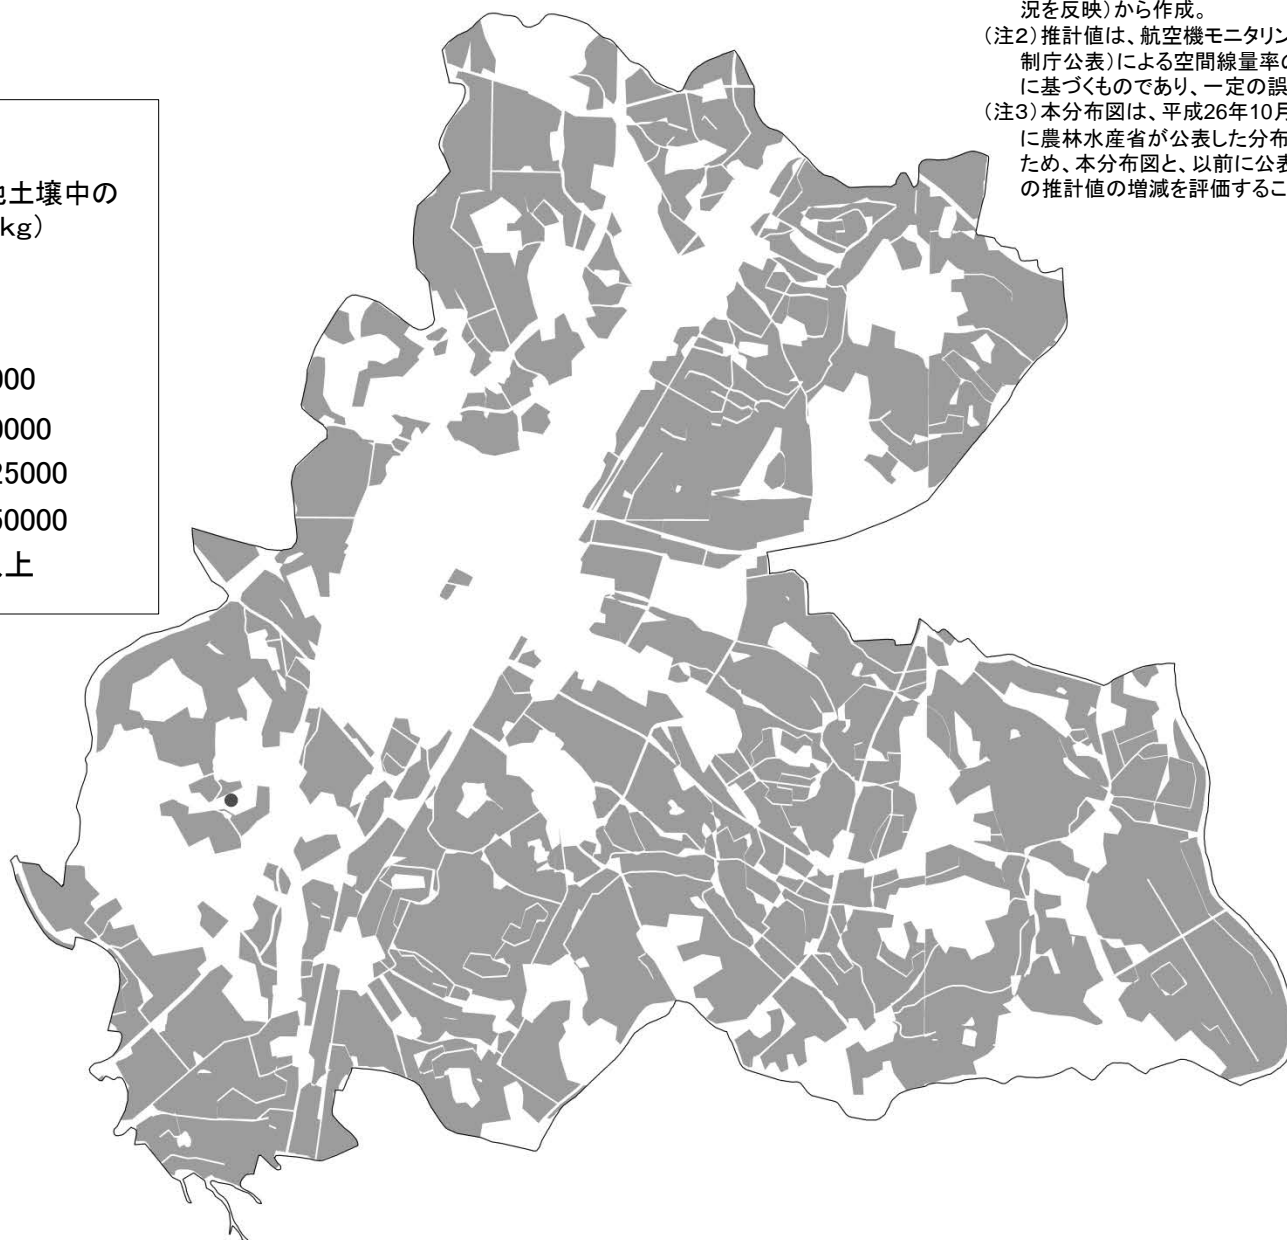 況を反映）から作成。
（注2）推計値は、航空機モニタリン
制庁公表）による空間線量率の
に基づくものであり、一定の誤
（注3）本分布図は、平成26年10月
に農林水産省が公表した分布
ため、本分布図と、以前に公表
の推計値の増減を評価するこ
土壌中の
kg）
000
0000
25000
50000
上